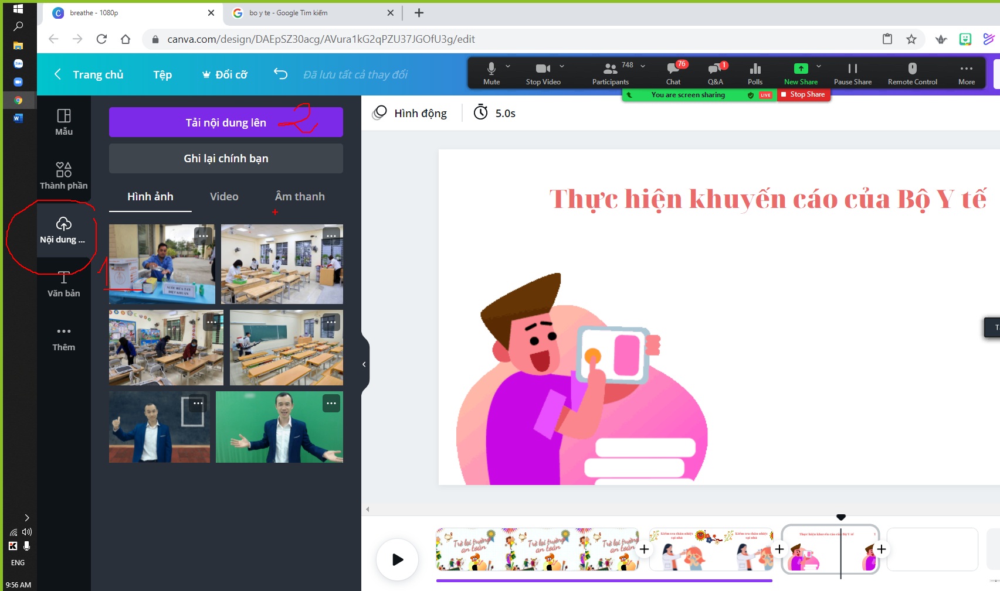 breathe - 1080p
bo y te - Google Tìm kiếm
canva.com/design/DAEpSZ30acg/AVura1kG2qPZU37JGOfU3g/edit
Trang chủ
Tệp
Đổi cỡ
Đã lưu tất cả thay đổi
Mute
Stop Video
748
Participants
76
Chat
1
Q&A
Polls
New Share
Pause Share
Remote Control
More
You are screen sharing
LIVE
Stop Share
Zalo
Mẫu
Thành phần
Nội dung ...
Văn bản
Thêm
Tải nội dung lên
2
Ghi lại chính bạn
Hình ảnh
Video
Âm thanh
1
NƯỚC RỬA TAY
DIỆT KHUẨN
Hình động
5.0s
Thực hiện khuyến cáo của Bộ Y tế
T
Trở lại trường
an toàn
Trở lại trường
an toàn
Trở lại trường
an toàn
Kiểm tra thân nhiệt
tại nhà
Kiểm tra thân nhiệt
tại nhà
Thực hiện khuyến cáo của Bộ Y tế
T
ENG
9:56 AM